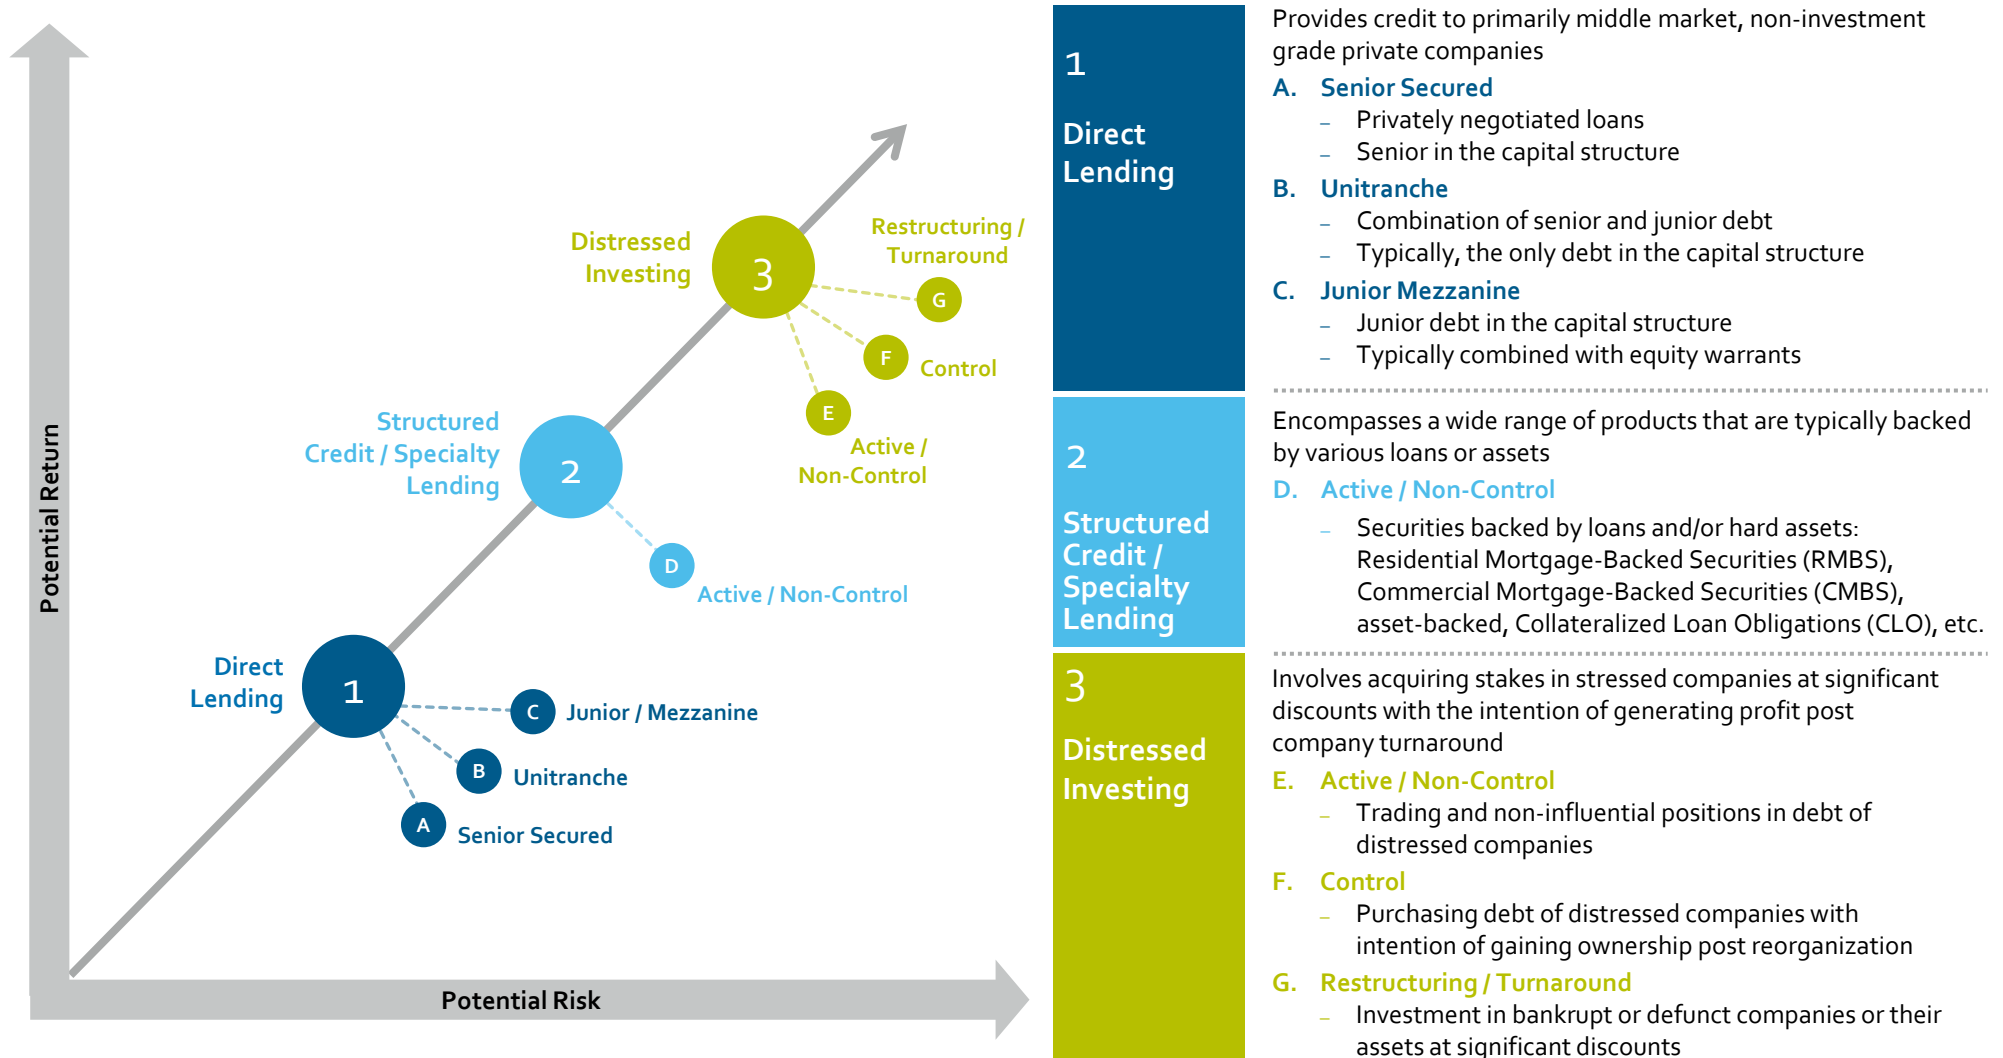 Potential Return
Potential Risk
Distressed
Investing
3
Restructuring /
Turnaround
G
F
Control
E
Active /
Non-Control
Structured
Credit / Specialty
Lending
2
D
Active / Non-Control
Direct
Lending
1
C
Junior / Mezzanine
B
Unitranche
A
Senior Secured
1
Direct
Lending
Provides credit to primarily middle market, non-investment
grade private companies
A. Senior Secured
– Privately negotiated loans
– Senior in the capital structure
B. Unitranche
– Combination of senior and junior debt
– Typically, the only debt in the capital structure
C. Junior Mezzanine
– Junior debt in the capital structure
– Typically combined with equity warrants
2
Structured
Credit /
Specialty
Lending
Encompasses a wide range of products that are typically backed
by various loans or assets
D. Active / Non-Control
– Securities backed by loans and/or hard assets:
Residential Mortgage-Backed Securities (RMBS),
Commercial Mortgage-Backed Securities (CMBS),
asset-backed, Collateralized Loan Obligations (CLO), etc.
3
Distressed
Investing
Involves acquiring stakes in stressed companies at significant
discounts with the intention of generating profit post
company turnaround
E. Active / Non-Control
– Trading and non-influential positions in debt of
distressed companies
F. Control
– Purchasing debt of distressed companies with
intention of gaining ownership post reorganization
G. Restructuring / Turnaround
– Investment in bankrupt or defunct companies or their
assets at significant discounts